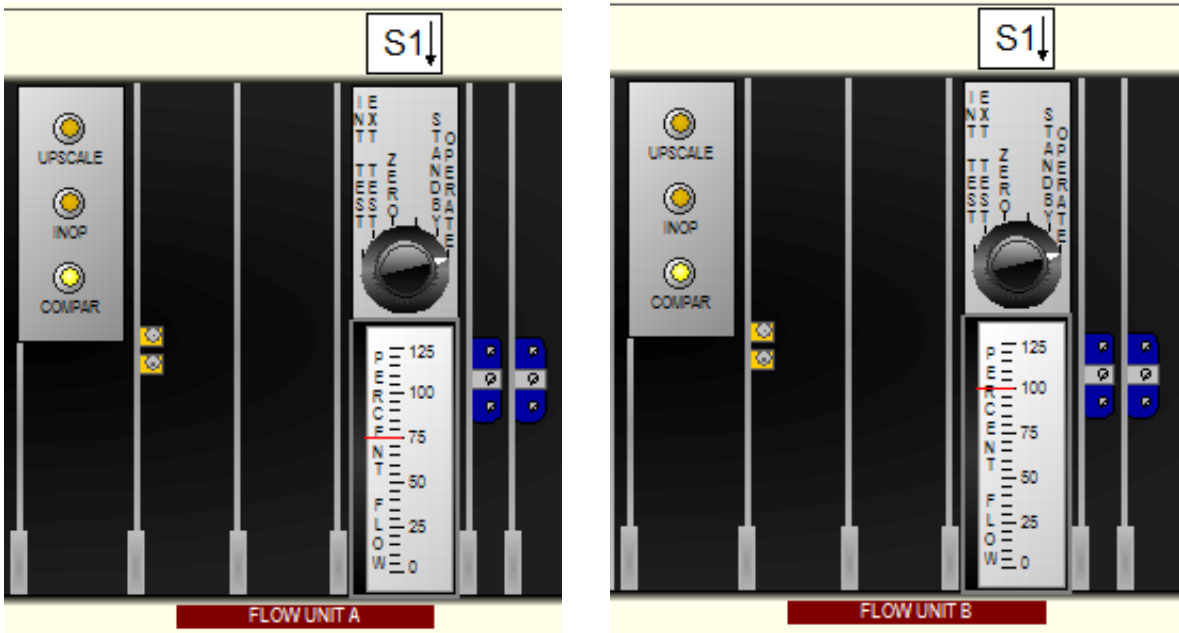 S1
INT TEST
EXT TEST
ZERO
STANDBY
OPERATE
UPSCALE
INOP
COMPAR
PERCENT FLOW
125
100
75
50
25
0
FLOW UNIT A
S1
INT TEST
EXT TEST
ZERO
STANDBY
OPERATE
UPSCALE
INOP
COMPAR
PERCENT FLOW
125
100
75
50
25
0
FLOW UNIT B